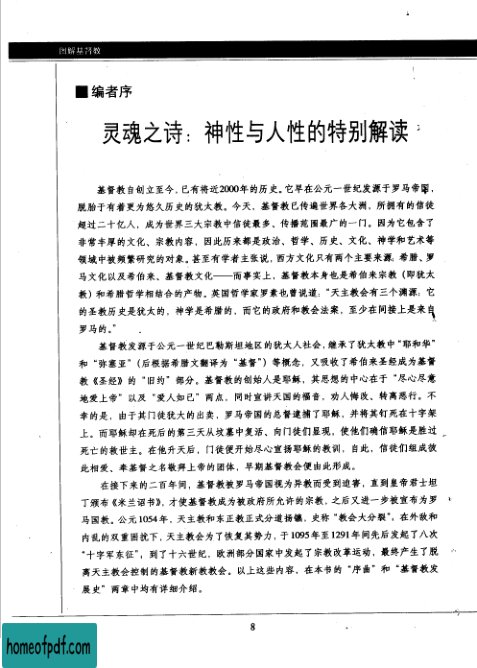 图解基督教
■编者序
灵魂之诗：神性与人性的特别解读
基督教自创立至今，已有将近2000年的历史。它早在公元一世纪发源于罗马帝国，
脱胎于有着更为悠久历史的犹太教。今天，基督教已传遍世界各大洲，所拥有的信徒
超过二十亿人，成为世界三大宗教中信徒最多、传播范围最广的一门。因为它包含了
非常丰厚的文化、宗教内容，因此历来都是政治、哲学、历史、文化、神学和艺术等
领域中被频繁研究的对象。甚至有学者主张说，西方文化只有两个主要来源：希腊、罗
马文化以及希伯来、基督教文化——而事实上，基督教本身也是希伯来宗教（即犹太
教）和希腊哲学相结合的产物。英国哲学家罗素也曾说道：“天主教会有三个渊源：它
的圣教历史是犹太的，神学是希腊的，而它的政府和教会法案，至少在间接上是来自
罗马的。”
基督教发源于公元一世纪巴勒斯坦地区的犹太人社会，继承了犹太教中“耶和华”
和“弥塞亚”（后根据希腊文翻译为“基督”）等概念，又吸收了希伯来圣经成为基督
教《圣经》的“旧约”部分。基督教的创始人是耶稣，其思想的中心在于“尽心尽意
地爱上帝”以及“爱人如己”两点，同时宣讲天国的福音，劝人悔改、转离恶行。不
幸的是，由于其门徒犹大的出卖，罗马帝国的总督逮捕了耶稣，并将其钉死在十字架
上。而耶稣却在死后的第三天从坟墓中复活、向门徒们显现，使他们确信耶稣是胜过
死亡的救世主。在他升天后，门徒便开始尽心宣扬耶稣的教训，自此，信徒们组成彼
此相爱、奉基督之名敬拜上帝的团体，早期基督教会便由此形成。
在接下来的二百年间，基督教被罗马帝国视为异教而受到迫害，直到皇帝君士坦
丁颁布《米兰诏书》，才使基督教成为被政府所允许的宗教，之后又进一步被宣布为罗
马国教。公元1054年，天主教和东正教正式分道扬镳，史称“教会大分裂”。在外敌和
内乱的双重困扰下，天主教会为了恢复其势力，于1095年至1291年间先后发起了八次
“十字军东征”，到了十六世纪，欧洲部分国家中发起了宗教改革运动，最终产生了脱
离天主教会控制的基督教新教教会。以上这些内容，在本书的“序曲”和“基督教发
展史”两章中均有详细介绍。
8
homeofpdf.com